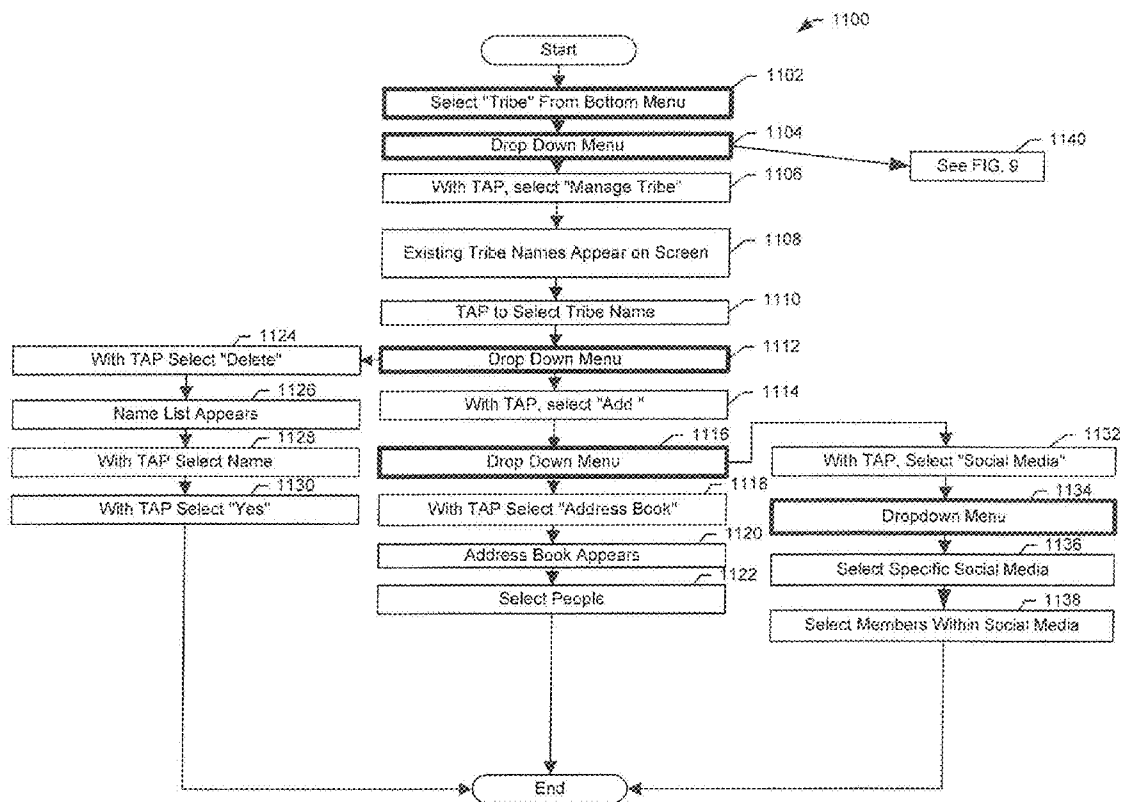 1100
Start
1102
Select "Tribe" From Bottom Menu
1104
Drop Down Menu
1140
See FIG. 9
1106
With TAP, select "Manage Tribe"
1108
Existing Tribe Names Appear on Screen
1110
TAP to Select Tribe Name
1124
With TAP Select "Delete"
1112
Drop Down Menu
1126
Name List Appears
1114
With TAP, select "Add "
1128
With TAP Select Name
1116
Drop Down Menu
1132
With TAP, Select "Social Media"
1130
With TAP Select "Yes"
1118
With TAP Select "Address Book"
1134
Dropdown Menu
1120
Address Book Appears
1136
Select Specific Social Media
1122
Select People
1138
Select Members Within Social Media
End